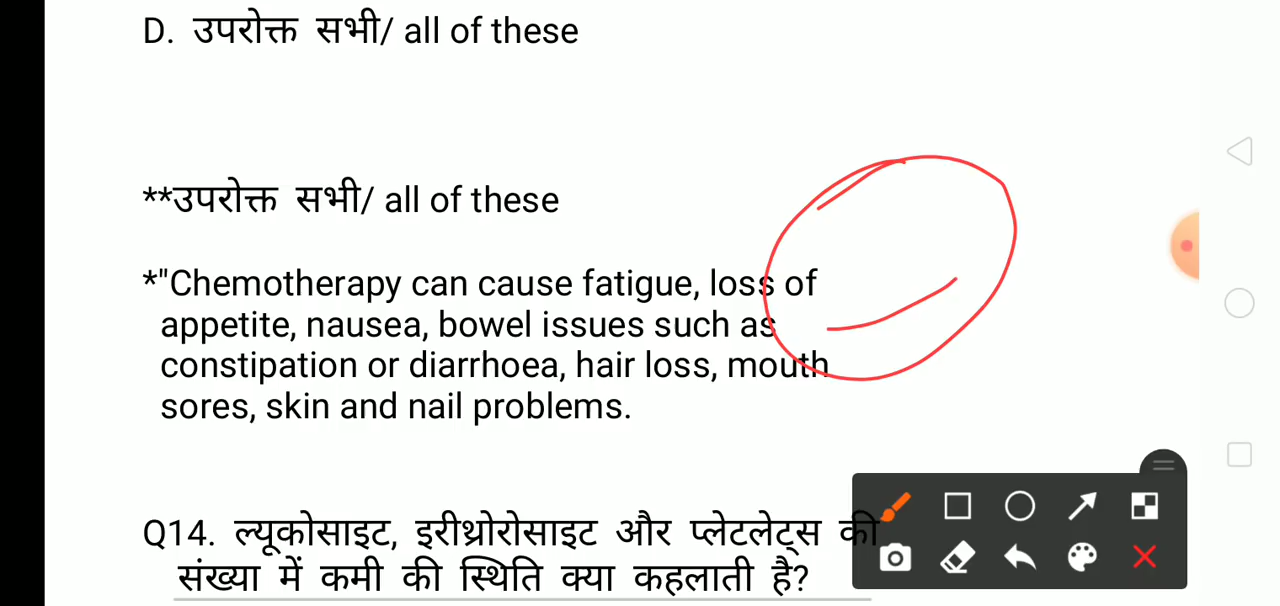 D. उपरोक्त सभी/ all of these
**उपरोक्त सभी/ all of these
*"Chemotherapy can cause fatigue, loss of
appetite, nausea, bowel issues such as
constipation or diarrhoea, hair loss, mouth
sores, skin and nail problems.
Q14. ल्यूकोसाइट, इरीथ्रोरोसाइट और प्लेटलेट्स की
संख्या में कमी की स्थिति क्या कहलाती है?